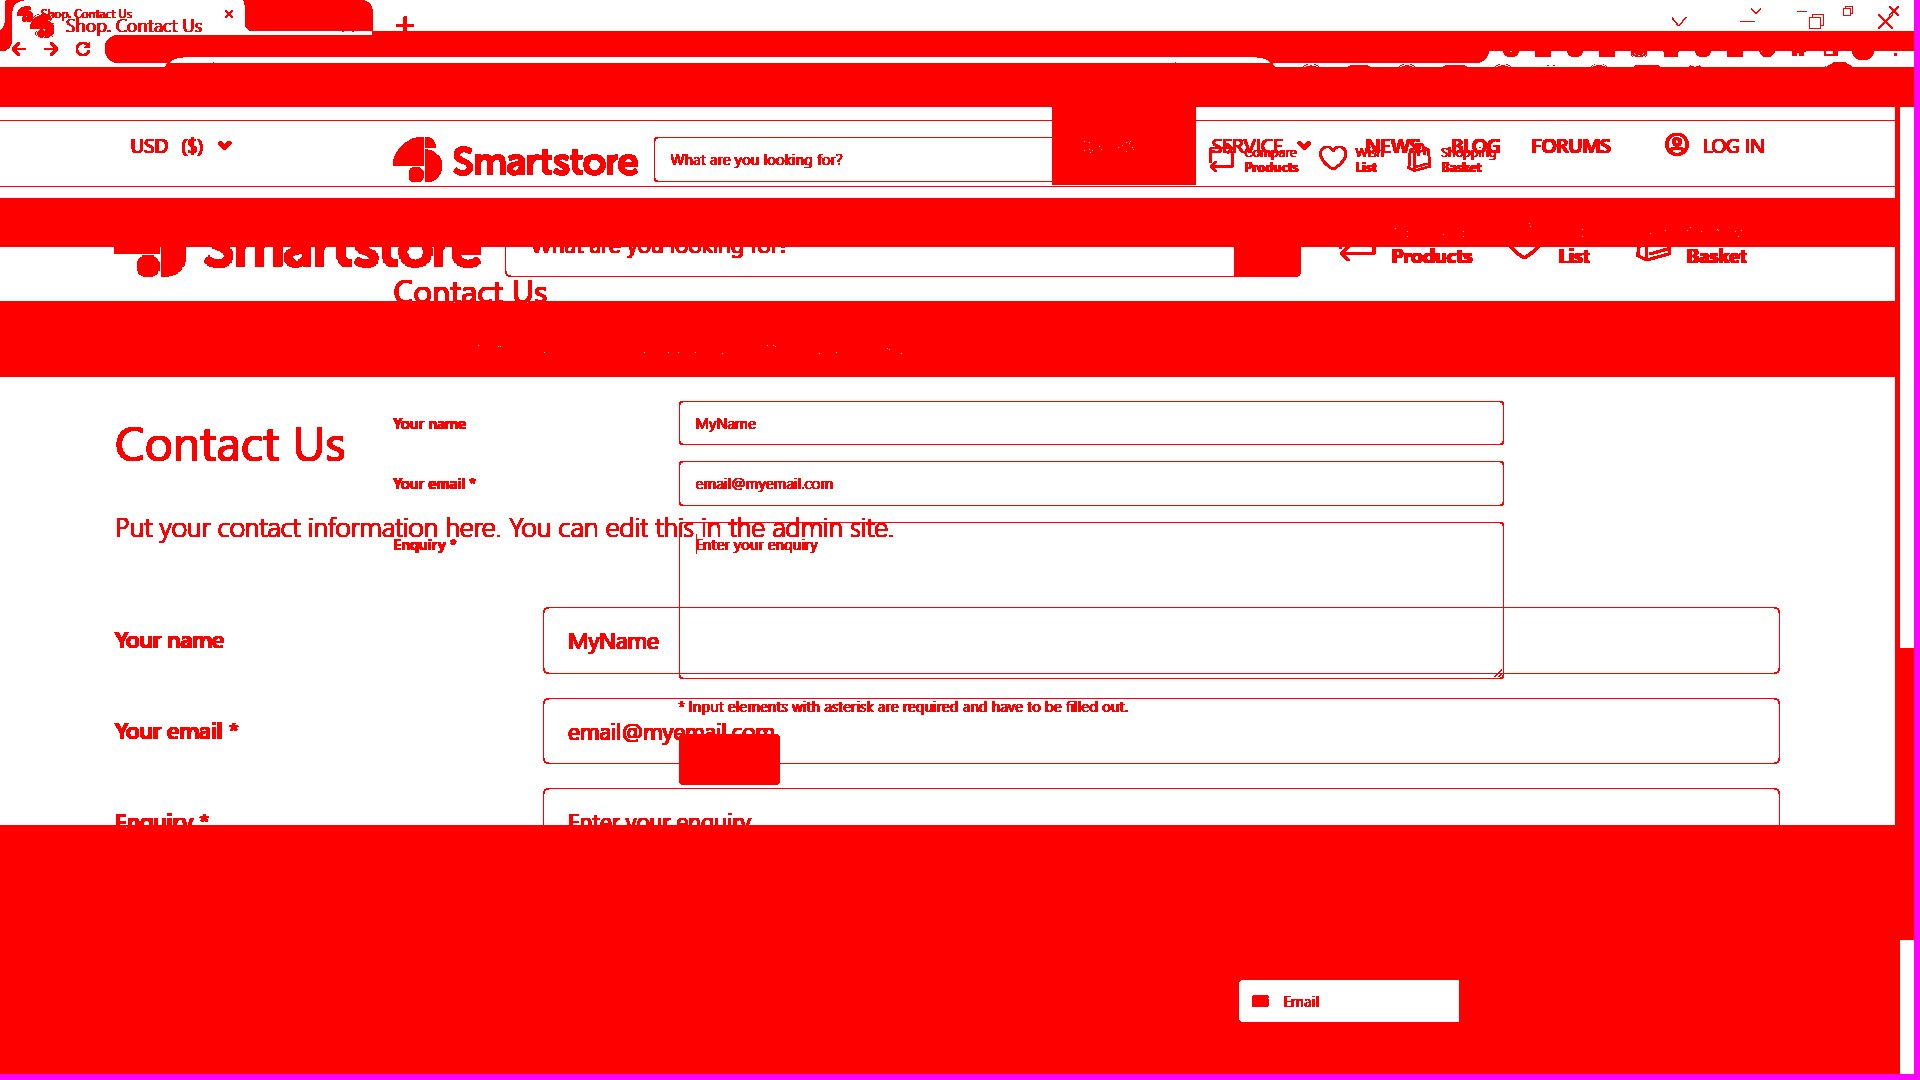 Shop. Contact Us
Shop. Contact Us
USD ($)
SERVICE
NEWS
BLOG
FORUMS
LOG IN
Smartstore
What are you looking for?
Compare Products
Wish List
Shopping Basket
Smartstore
What are you looking for?
Products
List
Basket
Contact Us
Your name
MyName
Contact Us
Your email *
email@myemail.com
Put your contact information here. You can edit this in the admin site.
Enquiry *
Enter your enquiry
Your name
MyName
* Input elements with asterisk are required and have to be filled out.
Your email *
email@myemail.com
Enquiry *
Enter your enquiry
Email